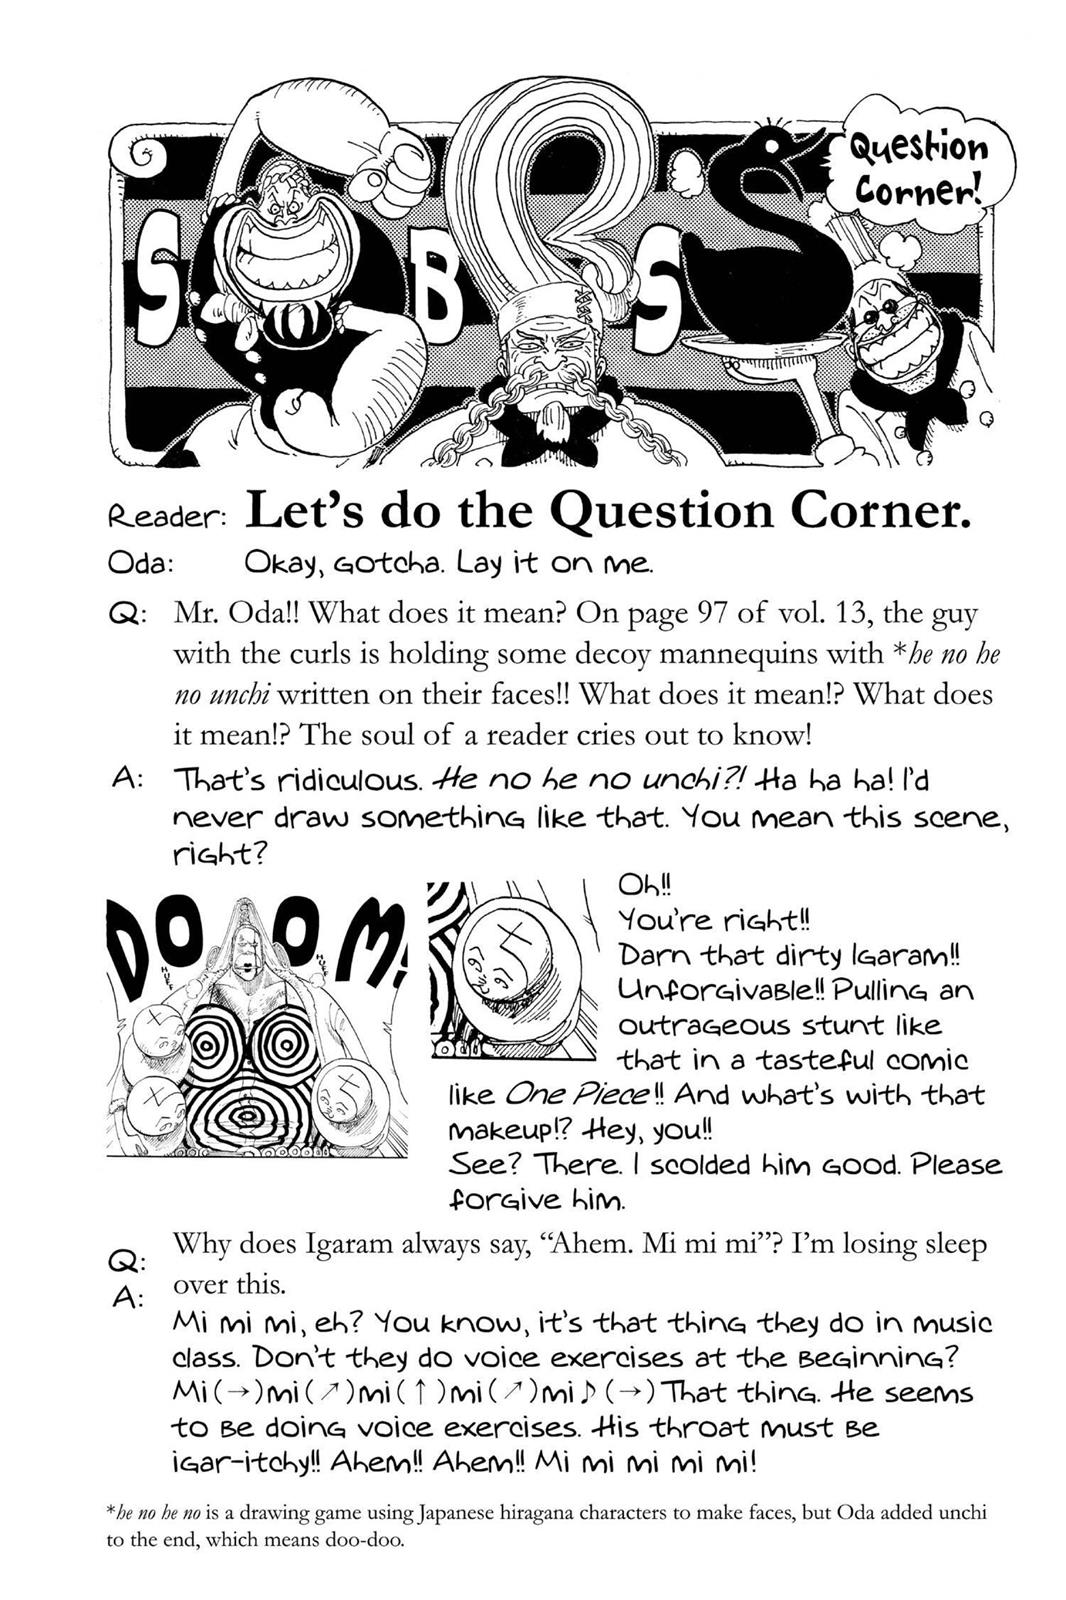 SBS
Question
Corner!
Reader: Let's do the Question Corner.
Oda: Okay, gotcha. Lay it on me.
Q: Mr. Oda!! What does it mean? On page 97 of vol. 13, the guy
with the curls is holding some decoy mannequins with *he no he
no unchi written on their faces!! What does it mean!? What does
it mean!? The soul of a reader cries out to know!
A: That's ridiculous. He no he no unchi?! Ha ha ha! I'd
never draw something like that. You mean this scene,
right?
DOOM!
HUFF
HUFF
Oh!!
You're right!!
Darn that dirty Igaram!!
Unforgivable!! Pulling an
outrageous stunt like
that in a tasteful comic
like One Piece!! And what's with that
makeup!? Hey, you!!
See? There. I scolded him good. Please
forgive him.
Q: Why does Igaram always say, “Ahem. Mi mi mi”? I'm losing sleep
over this.
A: Mi mi mi, eh? You know, it's that thing they do in music
class. Don't they do voice exercises at the beginning?
Mi(→)mi(↗)mi(↑)mi(↗)mi♪(→) That thing. He seems
to be doing voice exercises. His throat must be
igar-itchy!! Ahem!! Ahem!! Mi mi mi mi mi!
*he no he no is a drawing game using Japanese hiragana characters to make faces, but Oda added unchi
to the end, which means doo-doo.